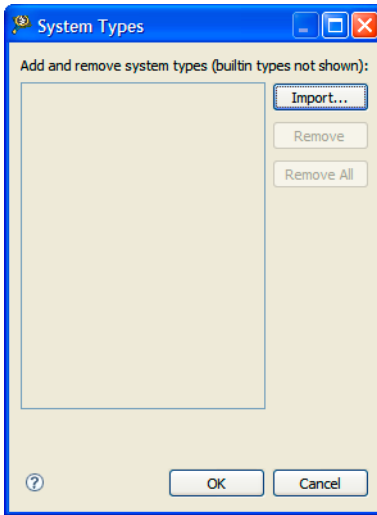 System Types
Add and remove system types (builtin types not shown):
Import...
Remove
Remove All
?
OK
Cancel